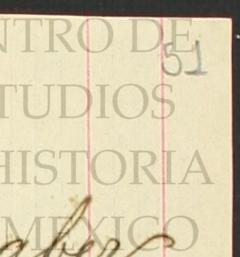 NTRO DE
51
TUDIOS
HISTORIA
MEXICO